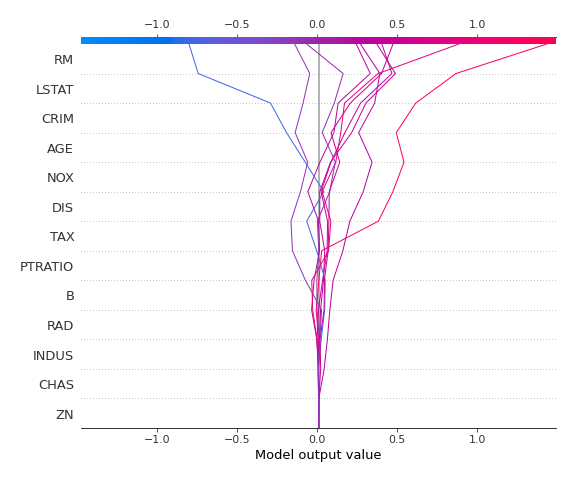 −1.0 −0.5 0.0 0.5 1.0
RM
LSTAT
CRIM
AGE
NOX
DIS
TAX
PTRATIO
B
RAD
INDUS
CHAS
ZN
−1.0 −0.5 0.0 0.5 1.0
Model output value